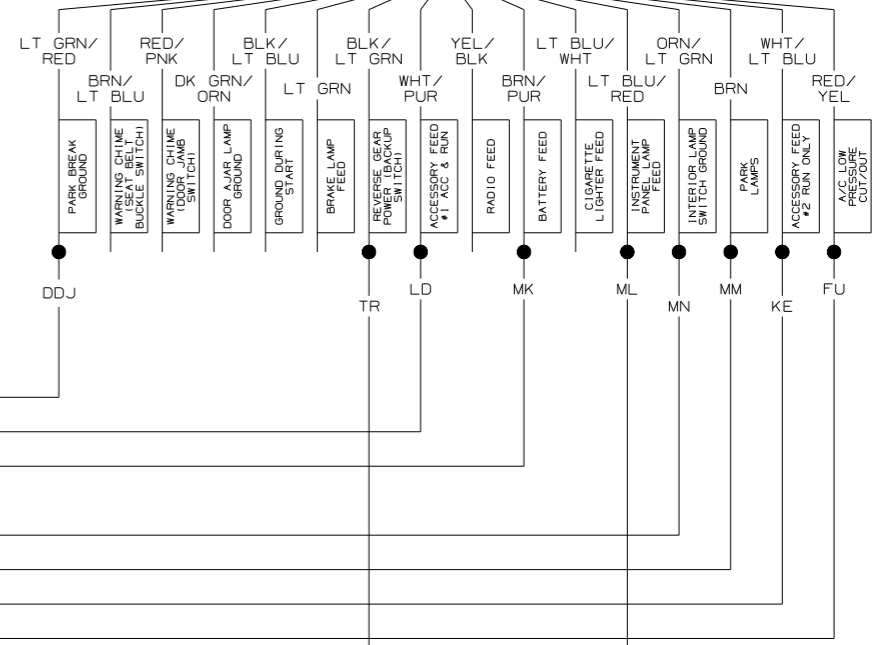 LT GRN/
RED
BRN/
LT BLU
RED/
PNK
DK GRN/
ORN
BLK/
LT BLU
LT GRN
BLK/
LT GRN
WHT/
PUR
YEL/
BLK
BRN/
PUR
LT BLU/
WHT
LT BLU/
RED
ORN/
LT GRN
BRN
WHT/
LT BLU
RED/
YEL
PARK BREAK
GROUND
WARNING CHIME
(SEAT BELT
BUCKLE SWITCH)
WARNING CHIME
(DOOR JAMB
SWITCH)
DOOR AJAR LAMP
GROUND
GROUND DURING
START
BRAKE LAMP
FEED
REVERSE GEAR
POWER (BACKUP
SWITCH)
ACCESSORY FEED
#1 ACC & RUN
RADIO FEED
BATTERY FEED
CIGARETTE
LIGHTER FEED
INSTRUMENT
PANEL LAMP
FEED
INTERIOR LAMP
SWITCH GROUND
PARK
LAMPS
ACCESSORY FEED
#2 RUN ONLY
A/C LOW
PRESSURE
CUT/OUT
DDJ
TR
LD
MK
ML
MN
MM
KE
FU